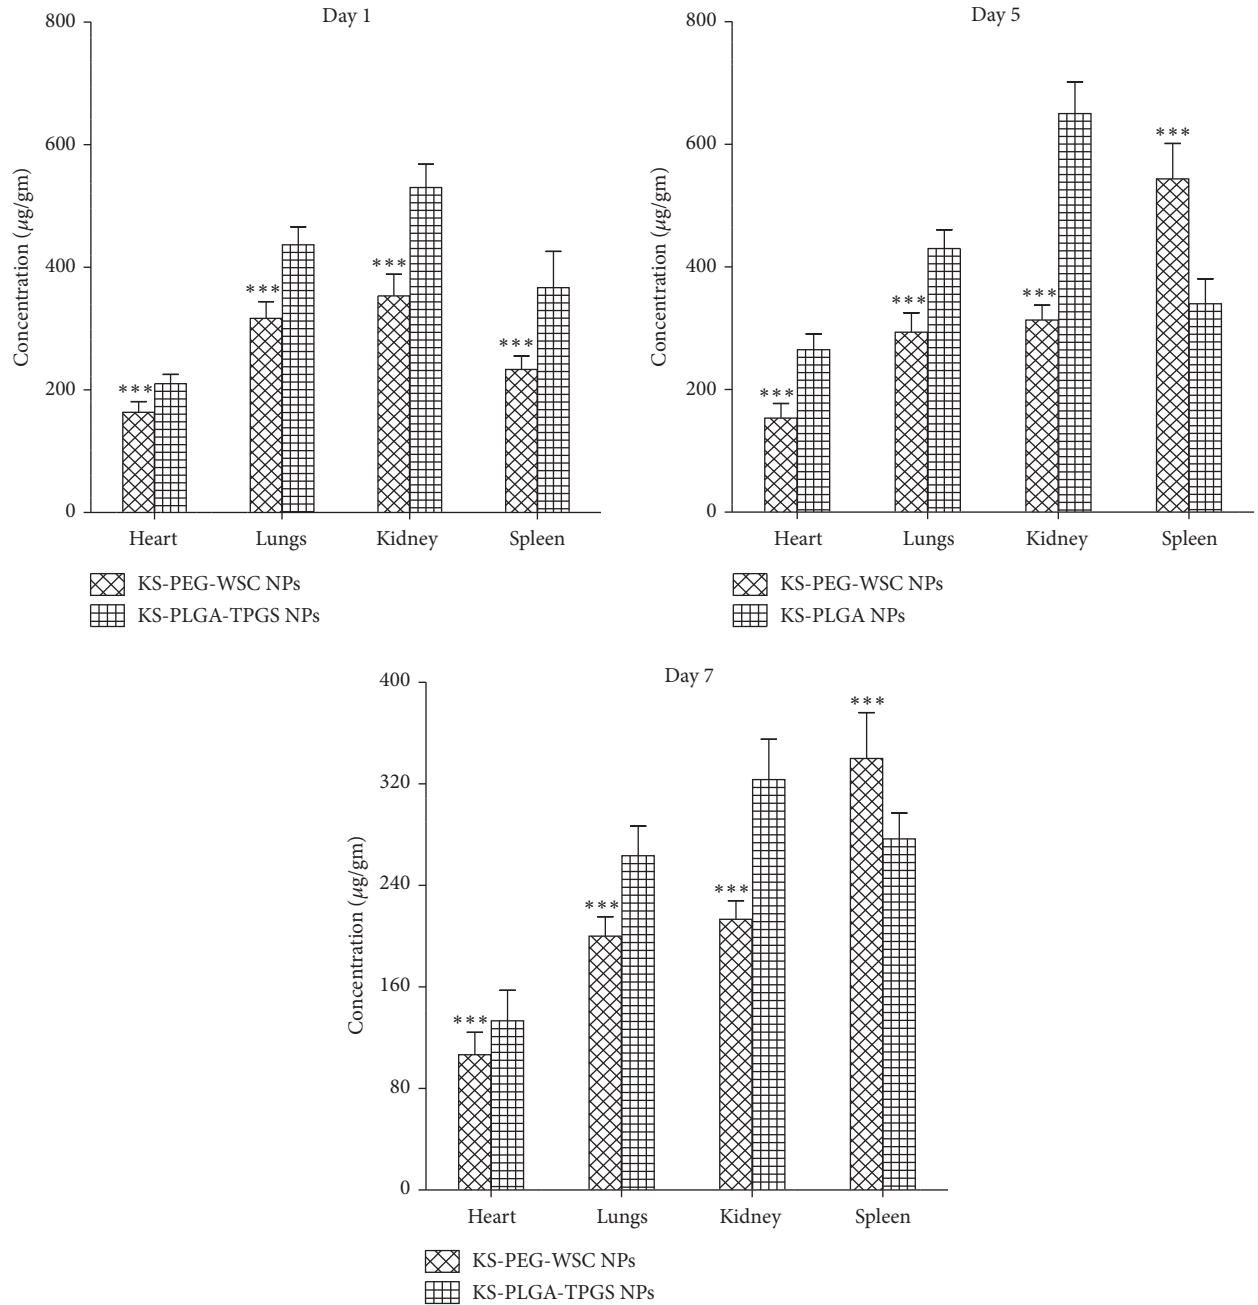 Day 1
800
600
400
200
0
Concentration (μg/gm)
***
***
***
***
Heart Lungs Kidney Spleen
KS-PEG-WSC NPs
KS-PLGA-TPGS NPs
Day 5
800
600
400
200
0
Concentration (μg/gm)
***
***
***
***
Heart Lungs Kidney Spleen
KS-PEG-WSC NPs
KS-PLGA NPs
Day 7
400
320
240
160
80
0
Concentration (μg/gm)
***
***
***
***
Heart Lungs Kidney Spleen
KS-PEG-WSC NPs
KS-PLGA-TPGS NPs